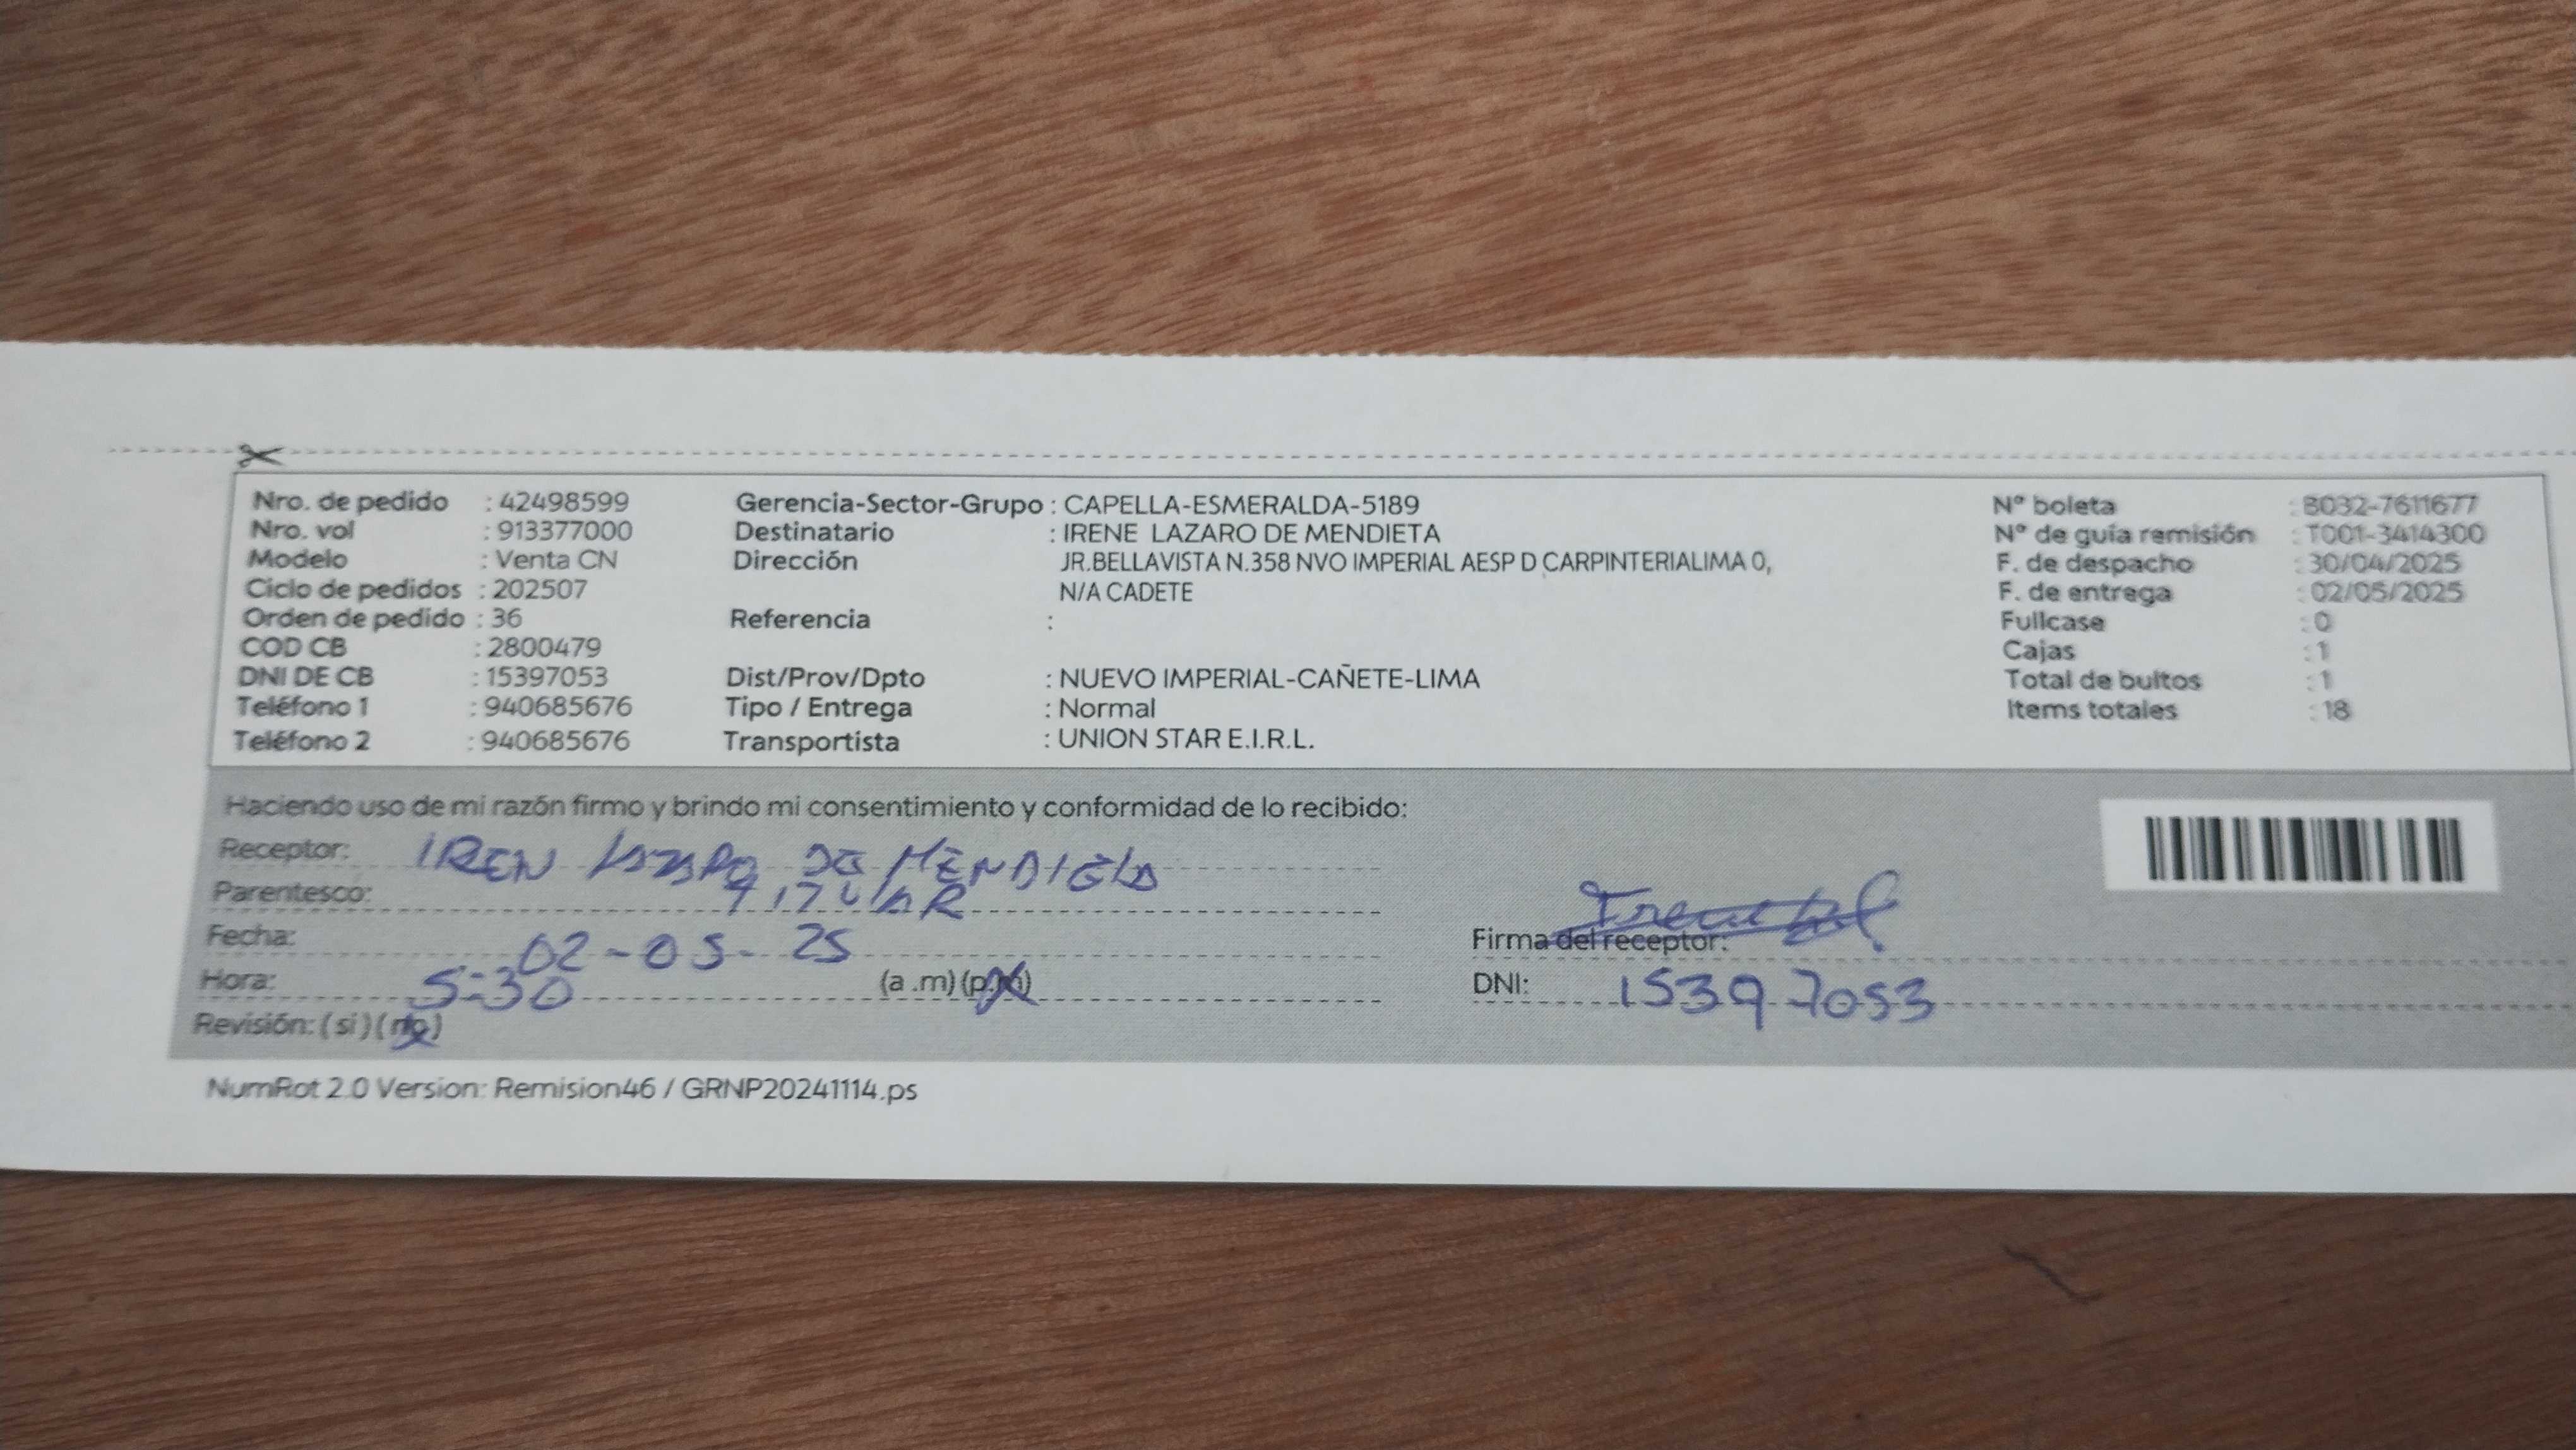 Nro. de pedido : 42498599
Nro. vol : 913377000
Modelo : Venta CN
Ciclo de pedidos : 202507
Orden de pedido : 36
COD CB : 2800479
DNI DE CB : 15397053
Teléfono 1 : 940685676
Teléfono 2 : 940685676
Gerencia-Sector-Grupo : CAPELLA-ESMERALDA-5189
Destinatario : IRENE LAZARO DE MENDIETA
Dirección JR.BELLAVISTA N.358 NVO IMPERIAL AESP D CARPINTERIALIMA 0,
N/A CADETE
Referencia :
Dist/Prov/Dpto : NUEVO IMPERIAL-CAÑETE-LIMA
Tipo / Entrega : Normal
Transportista : UNION STAR E.I.R.L.
N° boleta : B032-7611677
N° de guía remisión : T001-3414300
F. de despacho : 30/04/2025
F. de entrega : 02/05/2025
Fullcase : 0
Cajas : 1
Total de bultos : 1
Items totales : 18
Haciendo uso de mi razón firmo y brindo mi consentimiento y conformidad de lo recibido:
Receptor: IREN DE
Parentesco: TITULAR
Fecha: 02-05-25
Hora: 5:30 (a .m) (p.m)
Revisión: ( si ) ( no )
Firma del receptor:
DNI: 15397053
NumRot 2.0 Version: Remision46 / GRNP20241114.ps